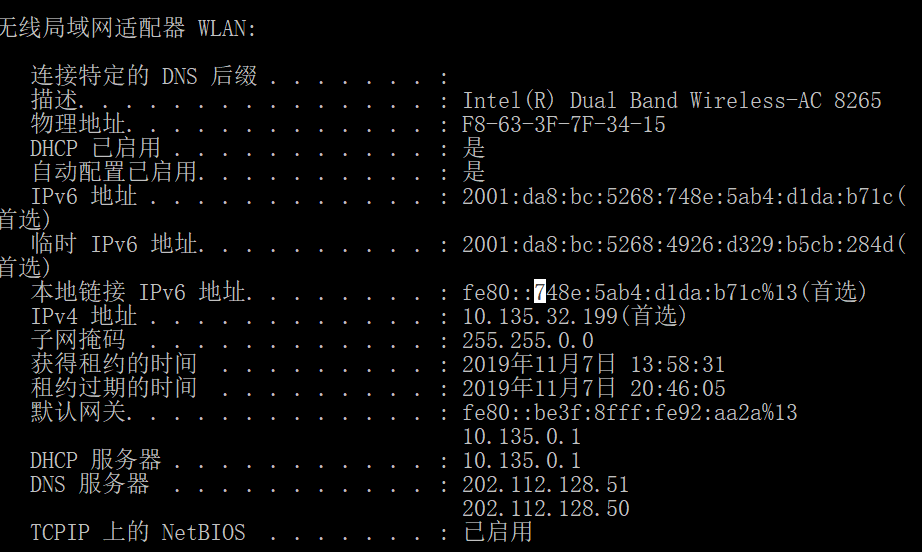 无线局域网适配器 WLAN:
连接特定的 DNS 后缀 . . . . . . . :
描述. . . . . . . . . . . . . . . : Intel(R) Dual Band Wireless-AC 8265
物理地址. . . . . . . . . . . . . : F8-63-3F-7F-34-15
DHCP 已启用 . . . . . . . . . . . : 是
自动配置已启用. . . . . . . . . . : 是
IPv6 地址 . . . . . . . . . . . . : 2001:da8:bc:5268:748e:5ab4:d1da:b71c(
首选)
临时 IPv6 地址. . . . . . . . . . : 2001:da8:bc:5268:4926:d329:b5cb:284d(
首选)
本地链接 IPv6 地址. . . . . . . . : fe80::748e:5ab4:d1da:b71c%13(首选)
IPv4 地址 . . . . . . . . . . . . : 10.135.32.199(首选)
子网掩码  . . . . . . . . . . . . : 255.255.0.0
获得租约的时间  . . . . . . . . . : 2019年11月7日 13:58:31
租约过期的时间  . . . . . . . . . : 2019年11月7日 20:46:05
默认网关. . . . . . . . . . . . . : fe80::be3f:8fff:fe92:aa2a%13
10.135.0.1
DHCP 服务器 . . . . . . . . . . . : 10.135.0.1
DNS 服务器  . . . . . . . . . . . : 202.112.128.51
202.112.128.50
TCPIP 上的 NetBIOS  . . . . . . . : 已启用